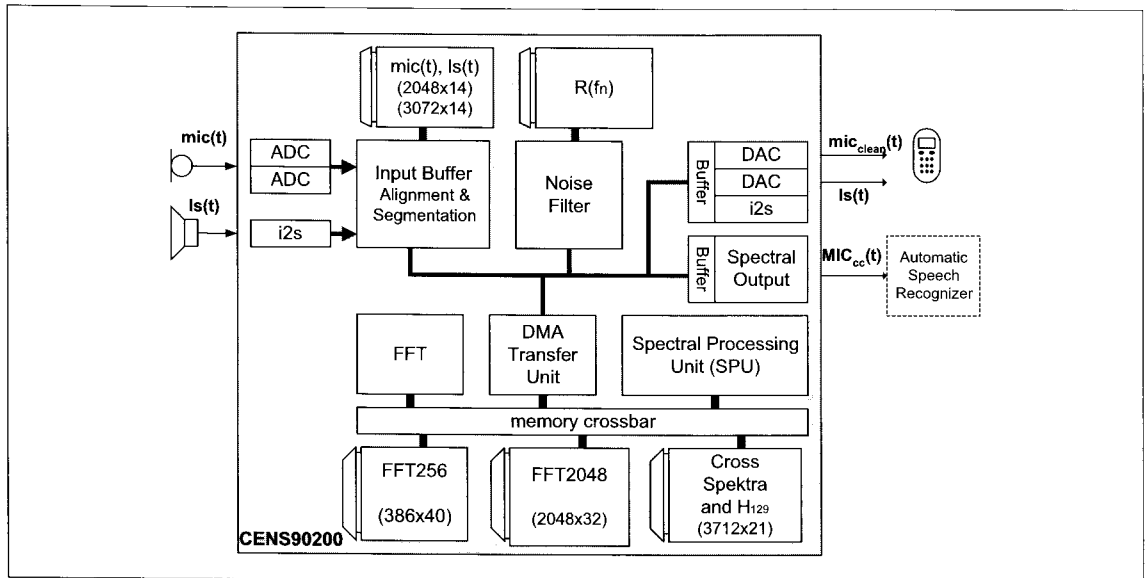 mic(t), ls(t)
(2048x14)
(3072x14)
R(fn)
mic(t)
ADC
ADC
Input Buffer
Alignment &
Segmentation
Noise
Filter
Buffer
DAC
DAC
i2s
mic_clean(t)
ls(t)
ls(t)
i2s
Buffer
Spectral
Output
MIC_cc(t)
Automatic
Speech
Recognizer
FFT
DMA
Transfer
Unit
Spectral Processing
Unit (SPU)
memory crossbar
FFT256
(386x40)
FFT2048
(2048x32)
Cross
Spektra
and H129
(3712x21)
CENS90200